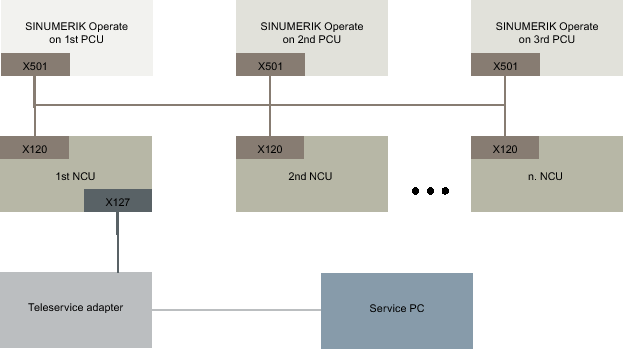 SINUMERIK Operate
on 1st PCU
X501
SINUMERIK Operate
on 2nd PCU
X501
SINUMERIK Operate
on 3rd PCU
X501
X120
1st NCU
X127
X120
2nd NCU
X120
n. NCU
Teleservice adapter
Service PC